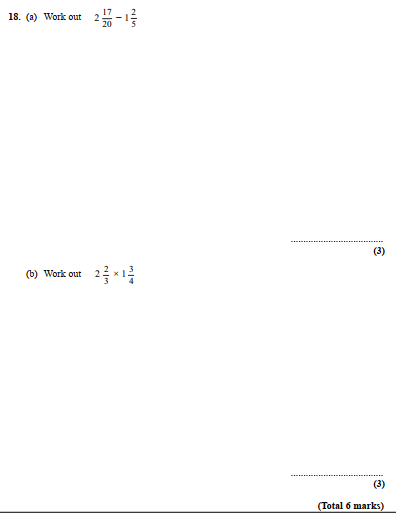 18. (a) Work out 2 17/20 − 1 2/5
(3)
(b) Work out 2 2/3 × 1 3/4
(3)
(Total 6 marks)